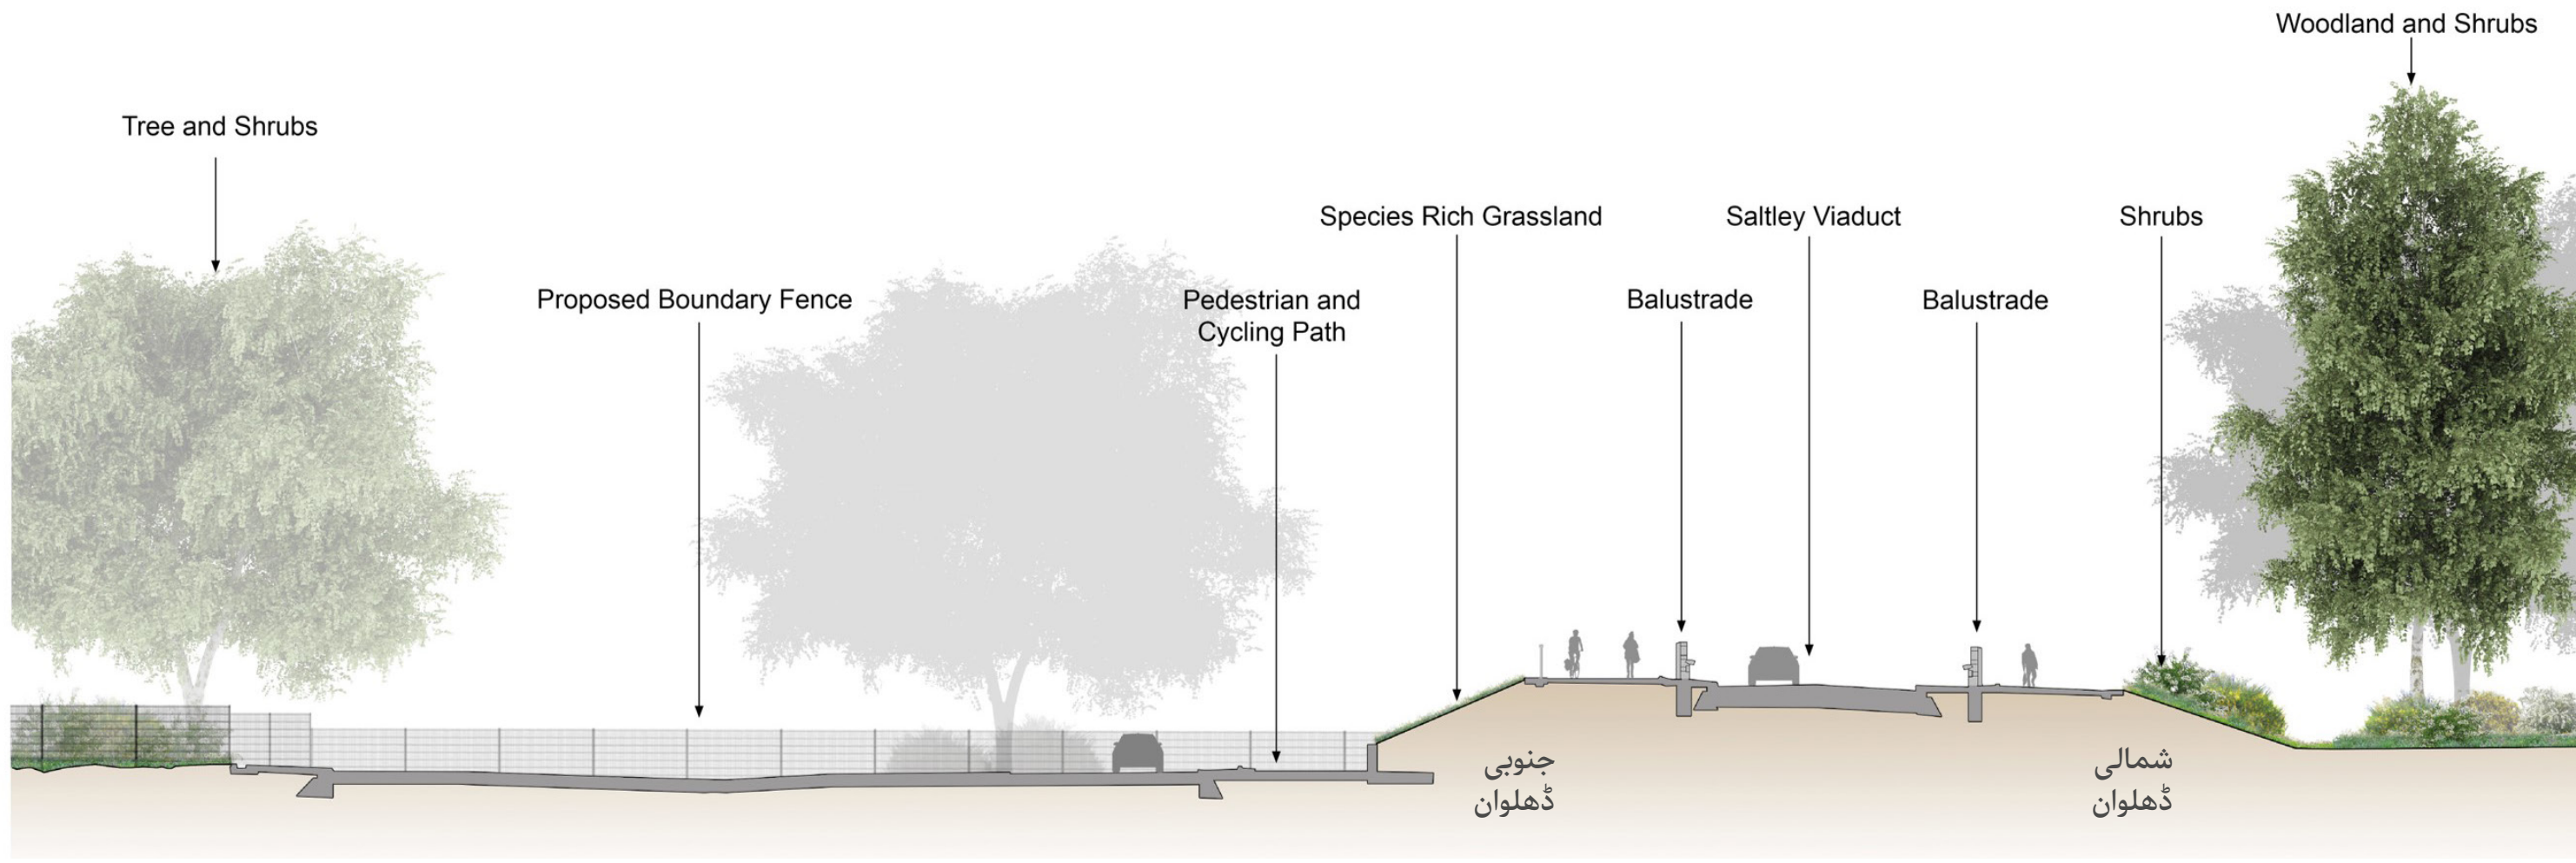 Woodland and Shrubs
Tree and Shrubs
Species Rich Grassland
Saltley Viaduct
Shrubs
Proposed Boundary Fence
Pedestrian and
Cycling Path
Balustrade
Balustrade
جنوبی
ڈھلوان
شمالی
ڈھلوان